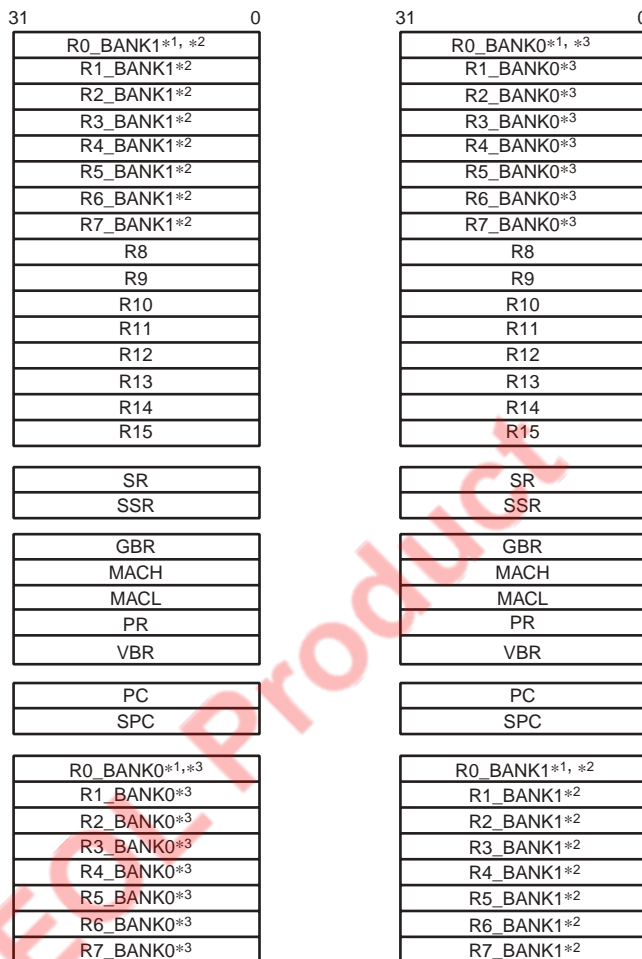 31 0
R0_BANK1*1, *2
R1_BANK1*2
R2_BANK1*2
R3_BANK1*2
R4_BANK1*2
R5_BANK1*2
R6_BANK1*2
R7_BANK1*2
R8
R9
R10
R11
R12
R13
R14
R15
SR
SSR
GBR
MACH
MACL
PR
VBR
PC
SPC
R0_BANK0*1,*3
R1_BANK0*3
R2_BANK0*3
R3_BANK0*3
R4_BANK0*3
R5_BANK0*3
R6_BANK0*3
R7_BANK0*3
31 0
R0_BANK0*1, *3
R1_BANK0*3
R2_BANK0*3
R3_BANK0*3
R4_BANK0*3
R5_BANK0*3
R6_BANK0*3
R7_BANK0*3
R8
R9
R10
R11
R12
R13
R14
R15
SR
SSR
GBR
MACH
MACL
PR
VBR
PC
SPC
R0_BANK1*1, *2
R1_BANK1*2
R2_BANK1*2
R3_BANK1*2
R4_BANK1*2
R5_BANK1*2
R6_BANK1*2
R7_BANK1*2
EOL Product